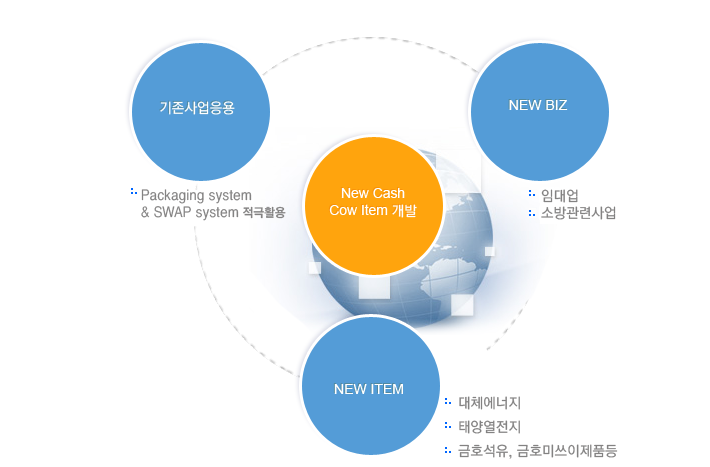 기존사업응용
NEW BIZ
New Cash
Cow Item 개발
Packaging system
& SWAP system 적극활용
임대업
소방관련사업
NEW ITEM
대체에너지
태양열전지
금호석유, 금호미쓰이제품등